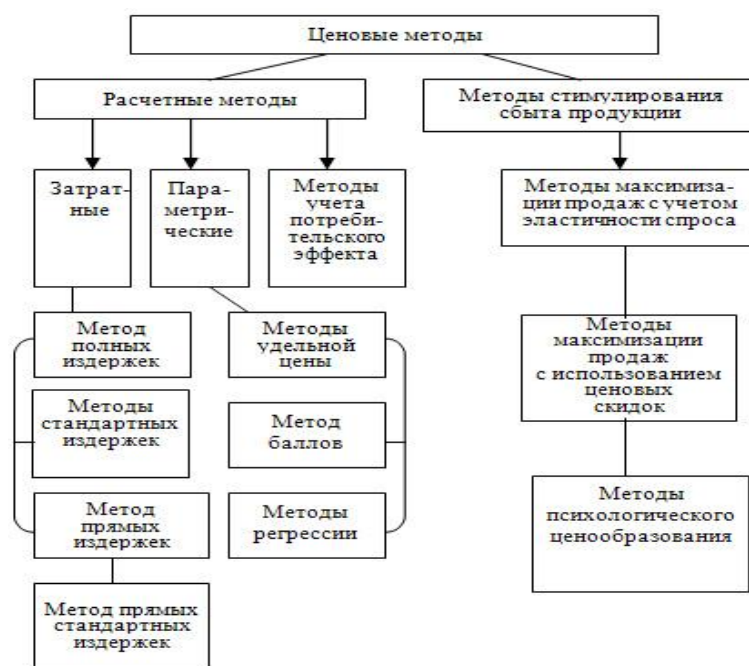 Ценовые методы
Расчетные методы
Методы стимулирования
сбыта продукции
Затрат-
ные
Пара-
метри-
ческие
Методы
учета
потреби-
тельского
эффекта
Методы максимиза-
ции продаж с учетом
эластичности спроса
Метод
полных
издержек
Методы
удельной
цены
Методы
максимизации
продаж
с использованием
ценовых
скидок
Методы
стандартных
издержек
Метод
баллов
Метод
прямых
издержек
Методы
регрессии
Методы
психологического
ценообразования
Метод прямых
стандартных
издержек